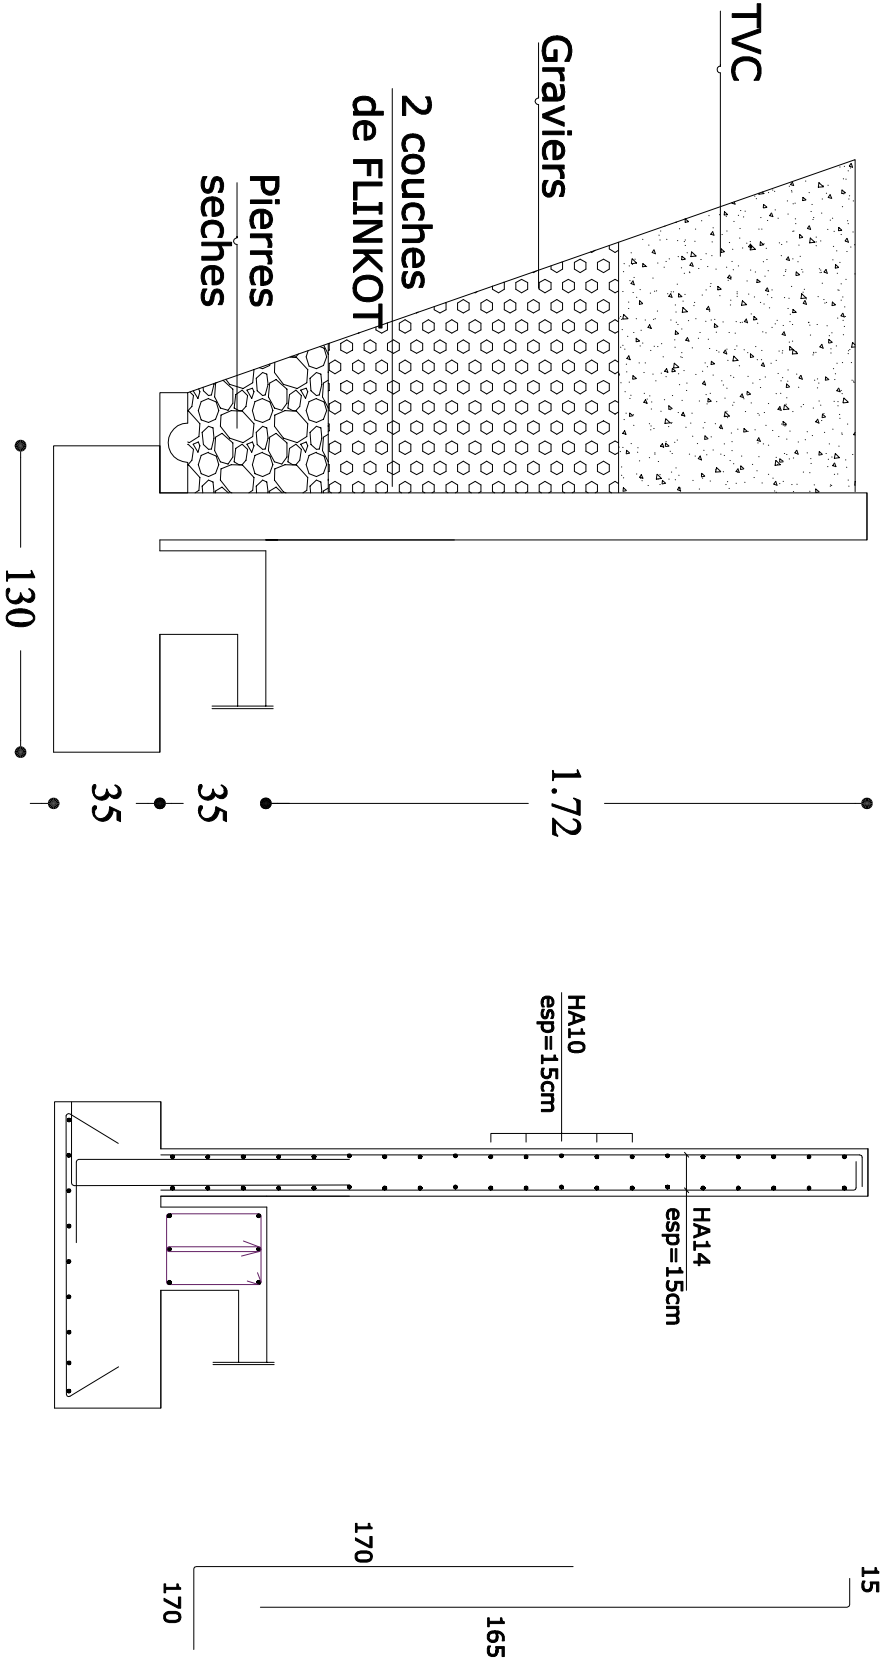 TVC
Graviers
2 couches
de FLINKOT
Pierres
seches
130
35
35
1.72
HA10
esp=15cm
HA14
esp=15cm
15
165
170
170